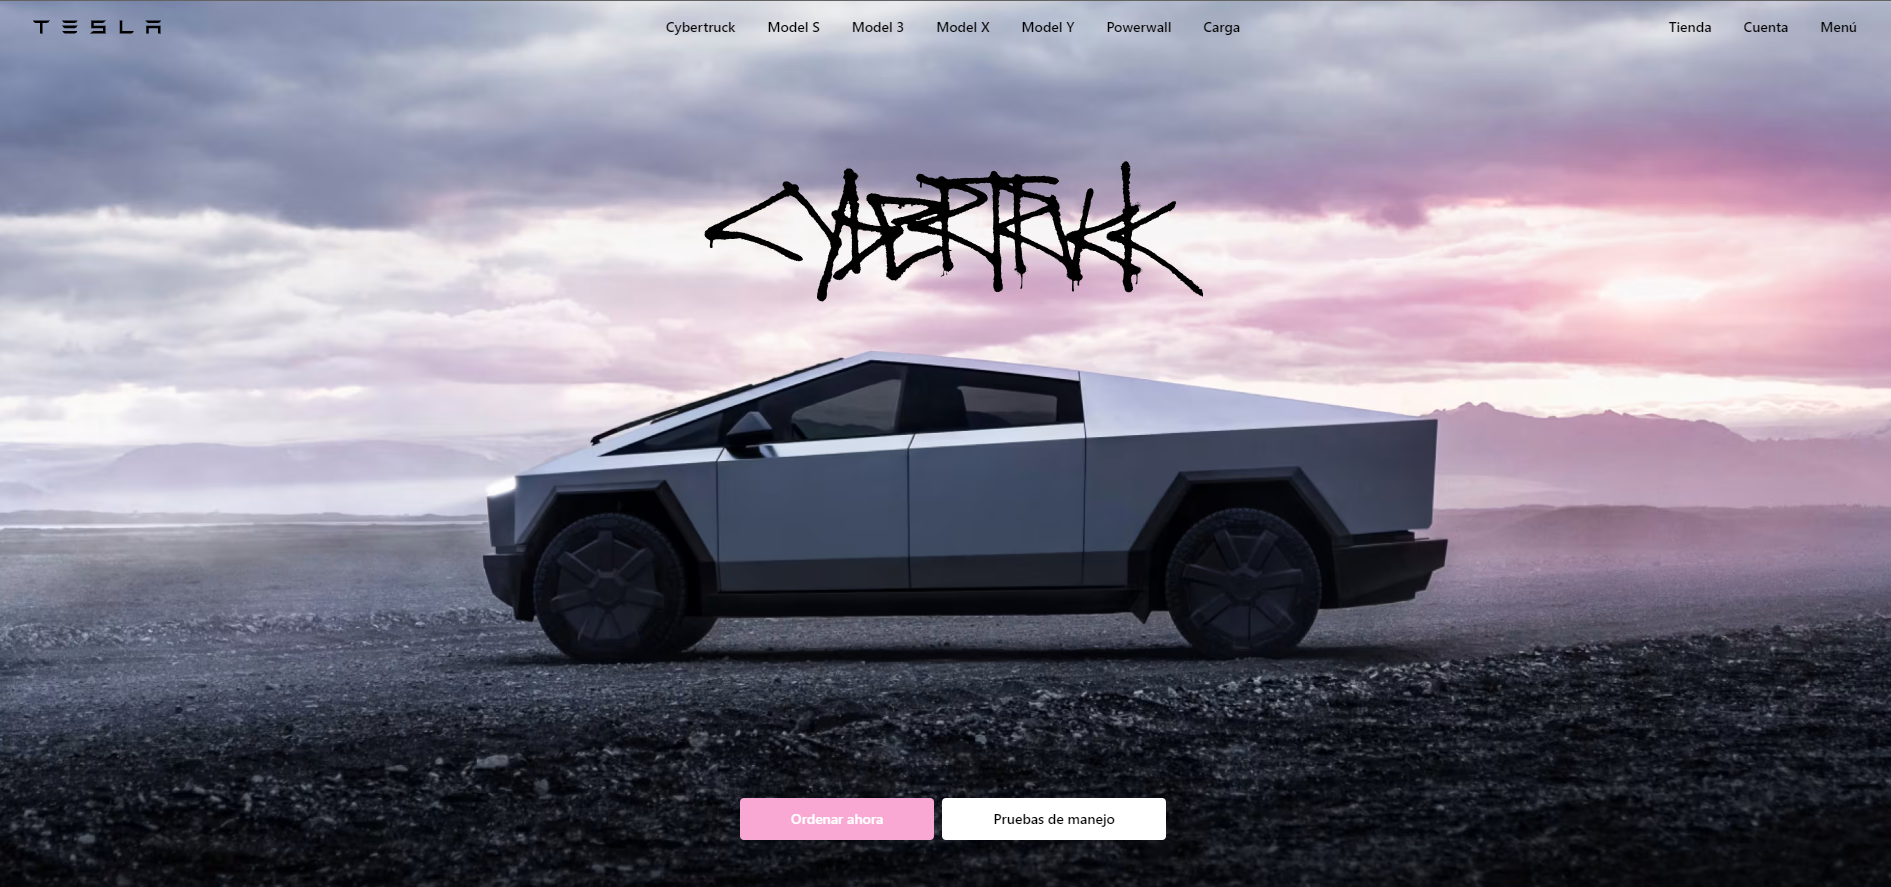 TESLA
Cybertruck Model S Model 3 Model X Model Y Powerwall Carga
Tienda Cuenta Menú
CYBERTRUCK
Ordenar ahora
Pruebas de manejo